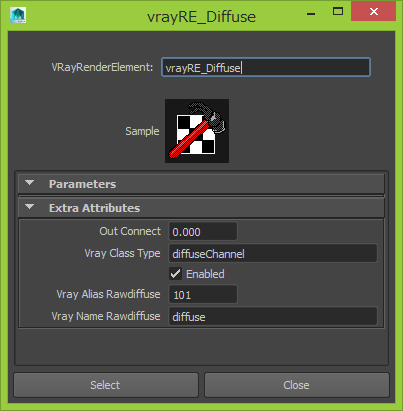 vrayRE_Diffuse
VRayRenderElement: vrayRE_Diffuse
Sample
Parameters
Extra Attributes
Out Connect 0.000
Vray Class Type diffuseChannel
Enabled
Vray Alias Rawdiffuse 101
Vray Name Rawdiffuse diffuse
Select Close